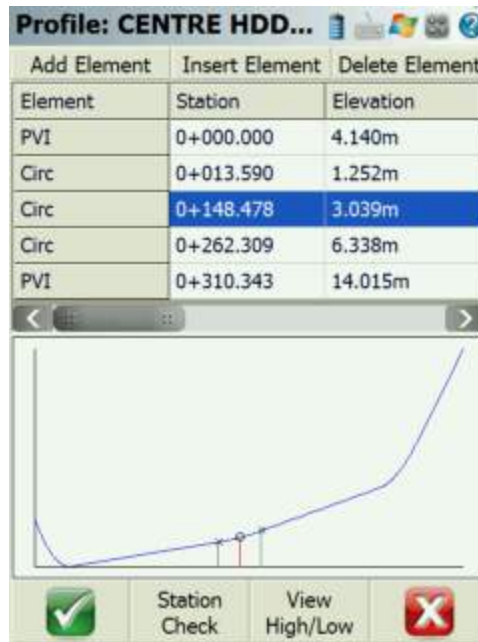 Profile: CENTRE HDD...
Add Element Insert Element Delete Element
Element Station Elevation
PVI 0+000.000 4.140m
Circ 0+013.590 1.252m
Circ 0+148.478 3.039m
Circ 0+262.309 6.338m
PVI 0+310.343 14.015m
Station Check View High/Low